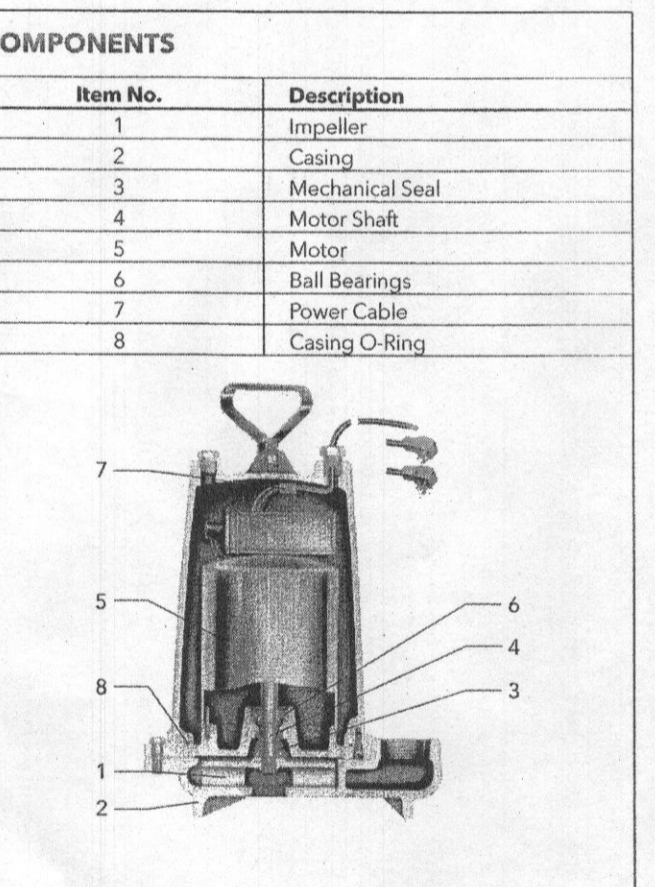 OMPONENTS
Item No. Description
1 Impeller
2 Casing
3 Mechanical Seal
4 Motor Shaft
5 Motor
6 Ball Bearings
7 Power Cable
8 Casing O-Ring
7
5
6
4
8
3
1
2